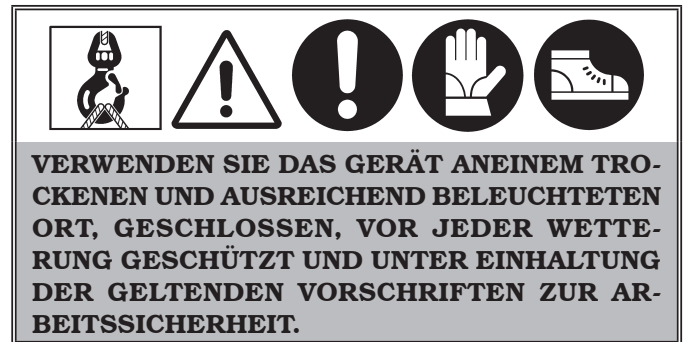 VERWENDEN SIE DAS GERÄT ANEINEM TRO-
CKENEN UND AUSREICHEND BELEUCHTETEN
ORT, GESCHLOSSEN, VOR JEDER WETTE-
RUNG GESCHÜTZT UND UNTER EINHALTUNG
DER GELTENDEN VORSCHRIFTEN ZUR AR-
BEITSSICHERHEIT.